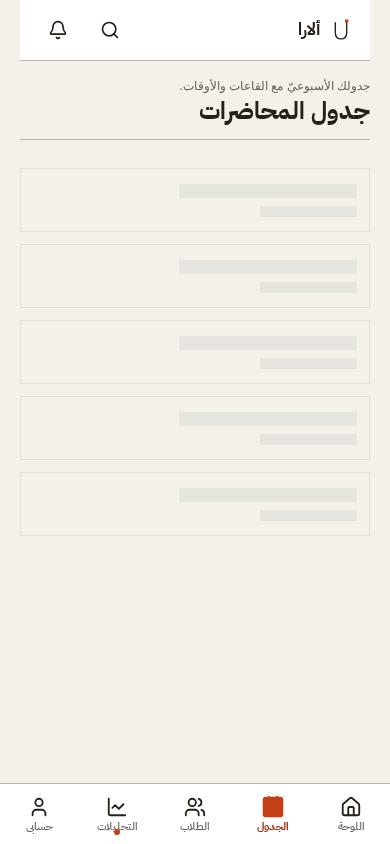 ألارا
جدولك الأسبوعيّ مع القاعات والأوقات.
جدول المحاضرات
اللوحة
الجدول
الطلاب
التحليلات
حسابي